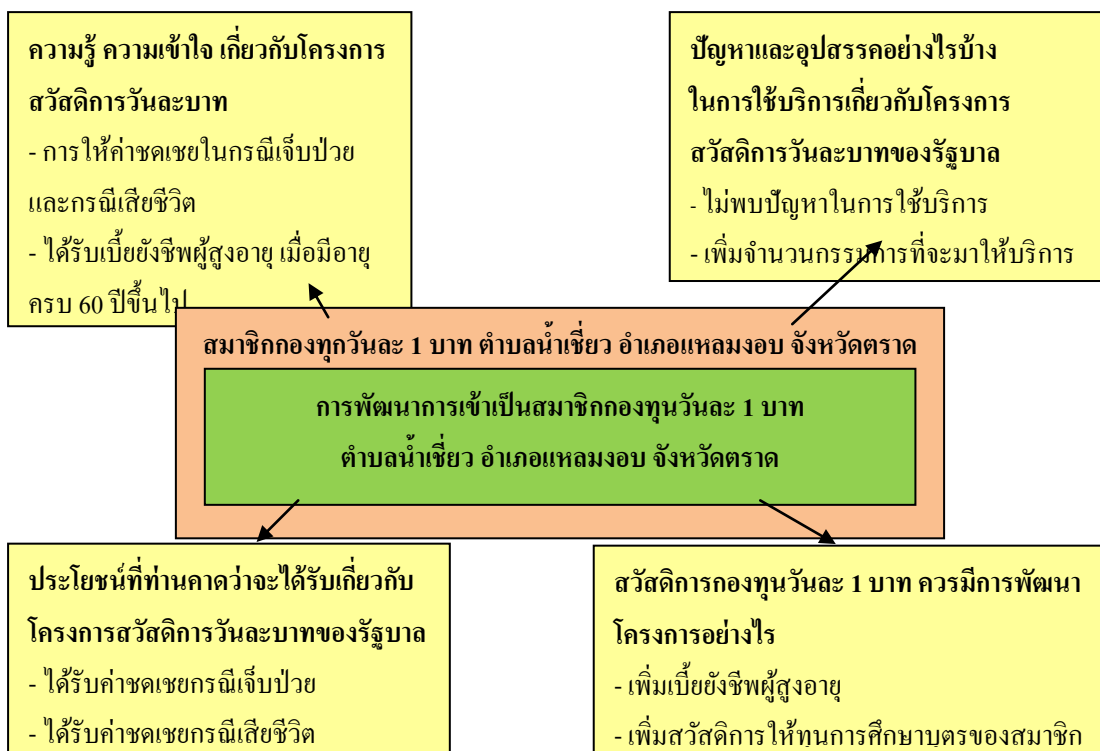 ความรู้ ความเข้าใจ เกี่ยวกับโครงการ
สวัสดิการวันละบาท
- การให้ค่าชดเชยในกรณีเจ็บป่วย
และกรณีเสียชีวิต
- ได้รับเบี้ยยังชีพผู้สูงอายุ เมื่อมีอายุ
ครบ 60 ปีขึ้นไป
ปัญหาและอุปสรรคอย่างไรบ้าง
ในการใช้บริการเกี่ยวกับโครงการ
สวัสดิการวันละบาทของรัฐบาล
- ไม่พบปัญหาในการใช้บริการ
- เพิ่มจำนวนกรรมการที่จะมาให้บริการ
สมาชิกกองทุกวันละ 1 บาท ตำบลน้ำเชี่ยว อำเภอแหลมงอบ จังหวัดตราด
การพัฒนาการเข้าเป็นสมาชิกกองทุนวันละ 1 บาท
ตำบลน้ำเชี่ยว อำเภอแหลมงอบ จังหวัดตราด
ประโยชน์ที่ท่านคาดว่าจะได้รับเกี่ยวกับ
โครงการสวัสดิการวันละบาทของรัฐบาล
- ได้รับค่าชดเชยกรณีเจ็บป่วย
- ได้รับค่าชดเชยกรณีเสียชีวิต
สวัสดิการกองทุนวันละ 1 บาท ควรมีการพัฒนา
โครงการอย่างไร
- เพิ่มเบี้ยยังชีพผู้สูงอายุ
- เพิ่มสวัสดิการให้ทุนการศึกษาบุตรของสมาชิก